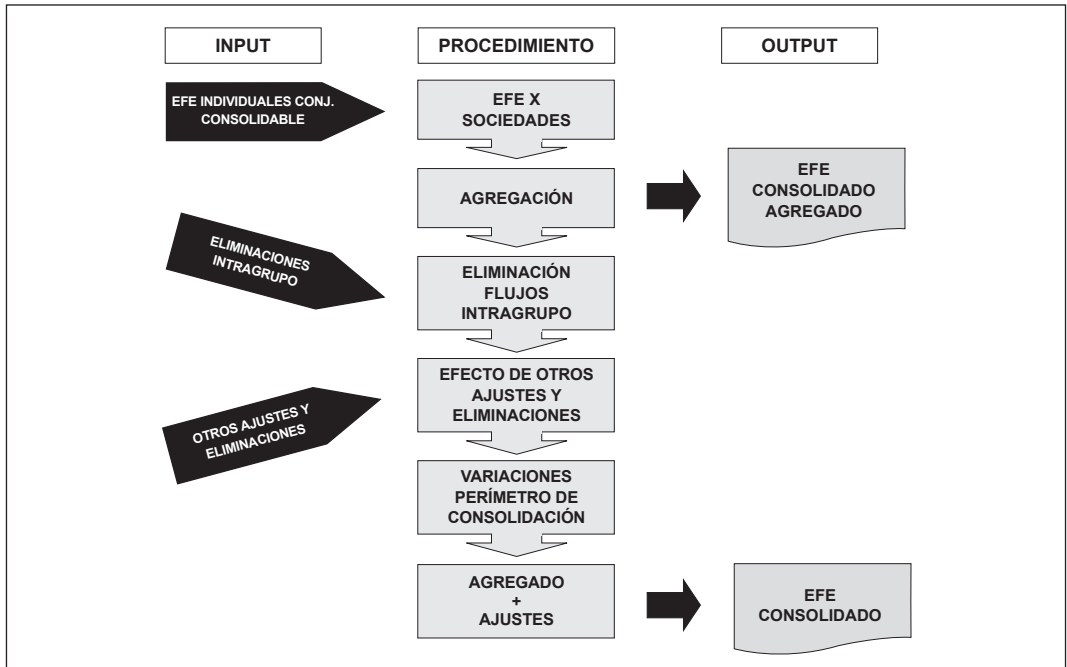 INPUT
PROCEDIMIENTO
OUTPUT
EFE INDIVIDUALES CONJ.
CONSOLIDABLE
EFE X
SOCIEDADES
AGREGACIÓN
EFE
CONSOLIDADO
AGREGADO
ELIMINACIONES
INTRAGRUPO
ELIMINACIÓN
FLUJOS
INTRAGRUPO
OTROS AJUSTES Y
ELIMINACIONES
EFECTO DE OTROS
AJUSTES Y
ELIMINACIONES
VARIACIONES
PERÍMETRO DE
CONSOLIDACIÓN
AGREGADO
+
AJUSTES
EFE
CONSOLIDADO